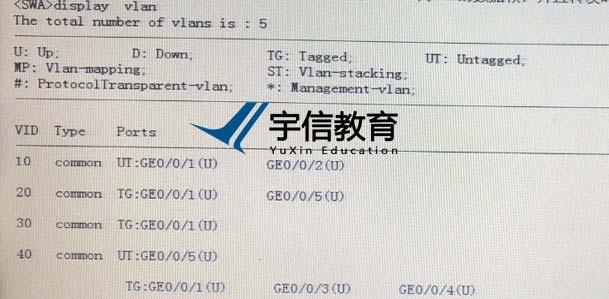 <SWA>display vlan
The total number of vlans is : 5
U: Up; D: Down; TG: Tagged; UT: Untagged;
MP: Vlan-mapping; ST: Vlan-stacking;
#: ProtocolTransparent-vlan; *: Management-vlan;
宇信教育
YuXin Education
VID Type Ports
10 common UT:GE0/0/1(U) GE0/0/2(U)
20 common TG:GE0/0/1(U) GE0/0/5(U)
30 common TG:GE0/0/1(U)
40 common UT:GE0/0/5(U)
TG:GE0/0/1(U) GE0/0/3(U) GE0/0/4(U)